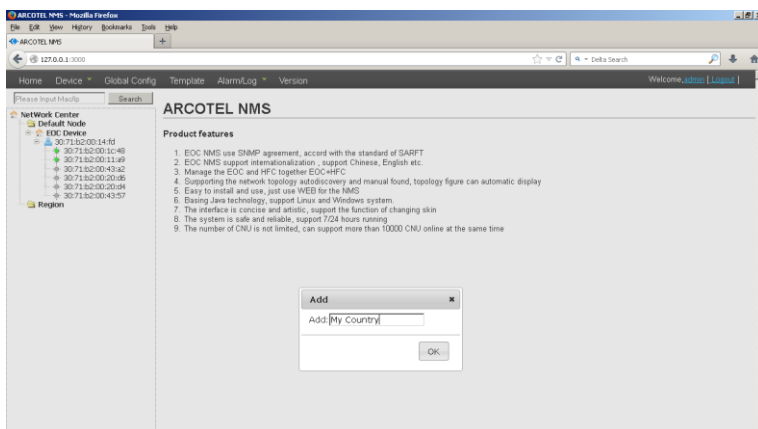 ARCOTEL NMS - Mozilla Firefox
File Edit View History Bookmarks Tools Help
ARCOTEL NMS
127.0.0.1:3000
Delta Search
Home Device Global Config Template Alarm/Log Version
Welcome,admin [Logout]
Please Input Mac/Ip Search
NetWork Center
Default Node
EOC Device
30:71:b2:00:14:fd
30:71:b2:00:1c:48
30:71:b2:00:11:a9
30:71:b2:00:43:a2
30:71:b2:00:20:d6
30:71:b2:00:20:d4
30:71:b2:00:43:57
Region
ARCOTEL NMS
Product features
1. EOC NMS use SNMP agreement, accord with the standard of SARFT
2. EOC NMS support internationalization , support Chinese, English etc.
3. Manage the EOC and HFC together EOC+HFC
4. Supporting the network topology autodiscovery and manual found, topology figure can automatic display
5. Easy to install and use, just use WEB for the NMS
6. Basing Java technology, support Linux and Windows system.
7. The interface is concise and artistic, support the function of changing skin
8. The system is safe and reliable, support 7/24 hours running
9. The number of CNU is not limited, can support more than 10000 CNU online at the same time
Add
Add: My Country
OK